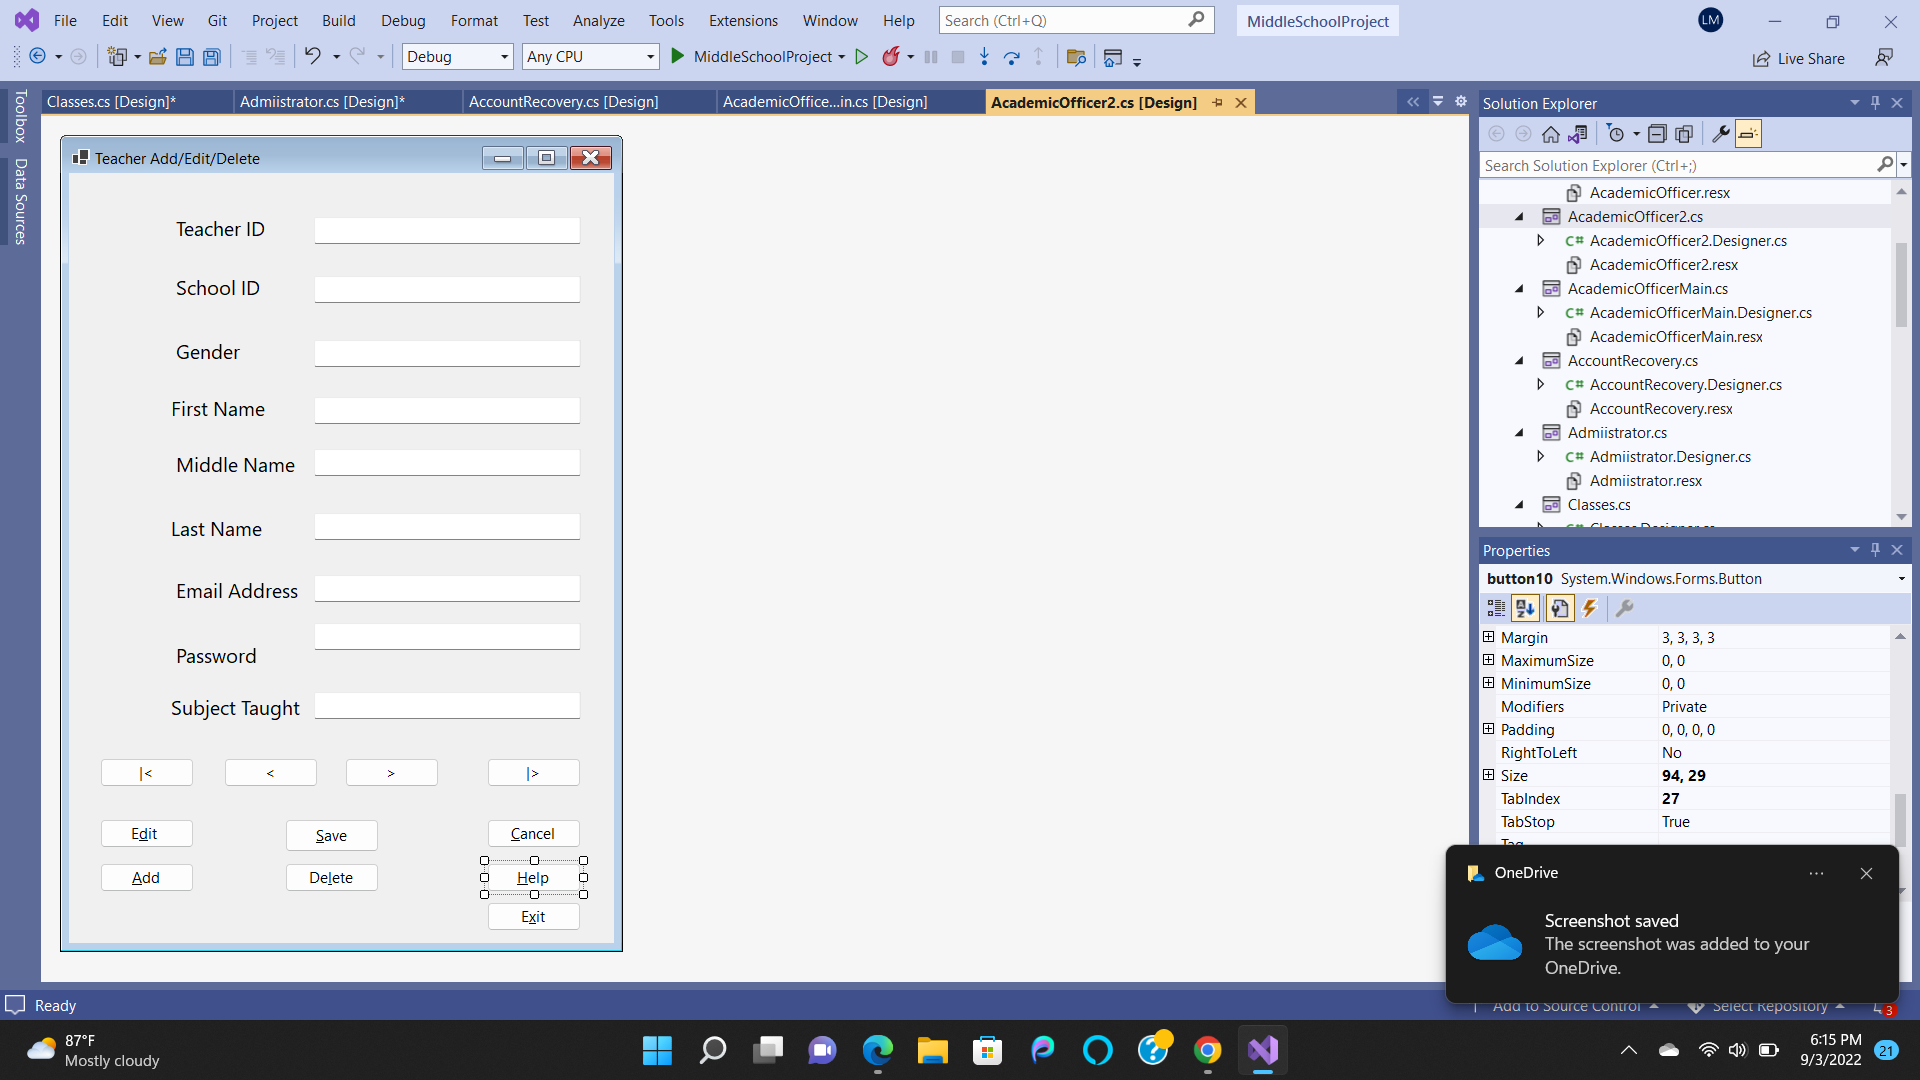 File Edit View Git Project Build Debug Format Test Analyze Tools Extensions Window Help Search (Ctrl+Q) MiddleSchoolProject LM
Debug Any CPU MiddleSchoolProject Live Share
Toolbox
Data Sources
Classes.cs [Design]* Admiistrator.cs [Design]* AccountRecovery.cs [Design] AcademicOffice...in.cs [Design] AcademicOfficer2.cs [Design]
Teacher Add/Edit/Delete
Teacher ID
School ID
Gender
First Name
Middle Name
Last Name
Email Address
Password
Subject Taught
|< < > |>
Edit Save Cancel
Add Delete Help
Exit
Solution Explorer
Search Solution Explorer (Ctrl+;)
AcademicOfficer.resx
AcademicOfficer2.cs
C# AcademicOfficer2.Designer.cs
AcademicOfficer2.resx
AcademicOfficerMain.cs
C# AcademicOfficerMain.Designer.cs
AcademicOfficerMain.resx
AccountRecovery.cs
C# AccountRecovery.Designer.cs
AccountRecovery.resx
Admiistrator.cs
C# Admiistrator.Designer.cs
Admiistrator.resx
Classes.cs
C# Classes.Designer.cs
Properties
button10 System.Windows.Forms.Button
Margin 3, 3, 3, 3
MaximumSize 0, 0
MinimumSize 0, 0
Modifiers Private
Padding 0, 0, 0, 0
RightToLeft No
Size 94, 29
TabIndex 27
TabStop True
Tag
OneDrive
Screenshot saved
The screenshot was added to your
OneDrive.
Ready Add to Source Control Select Repository 3
87°F
Mostly cloudy
6:15 PM
9/3/2022
21